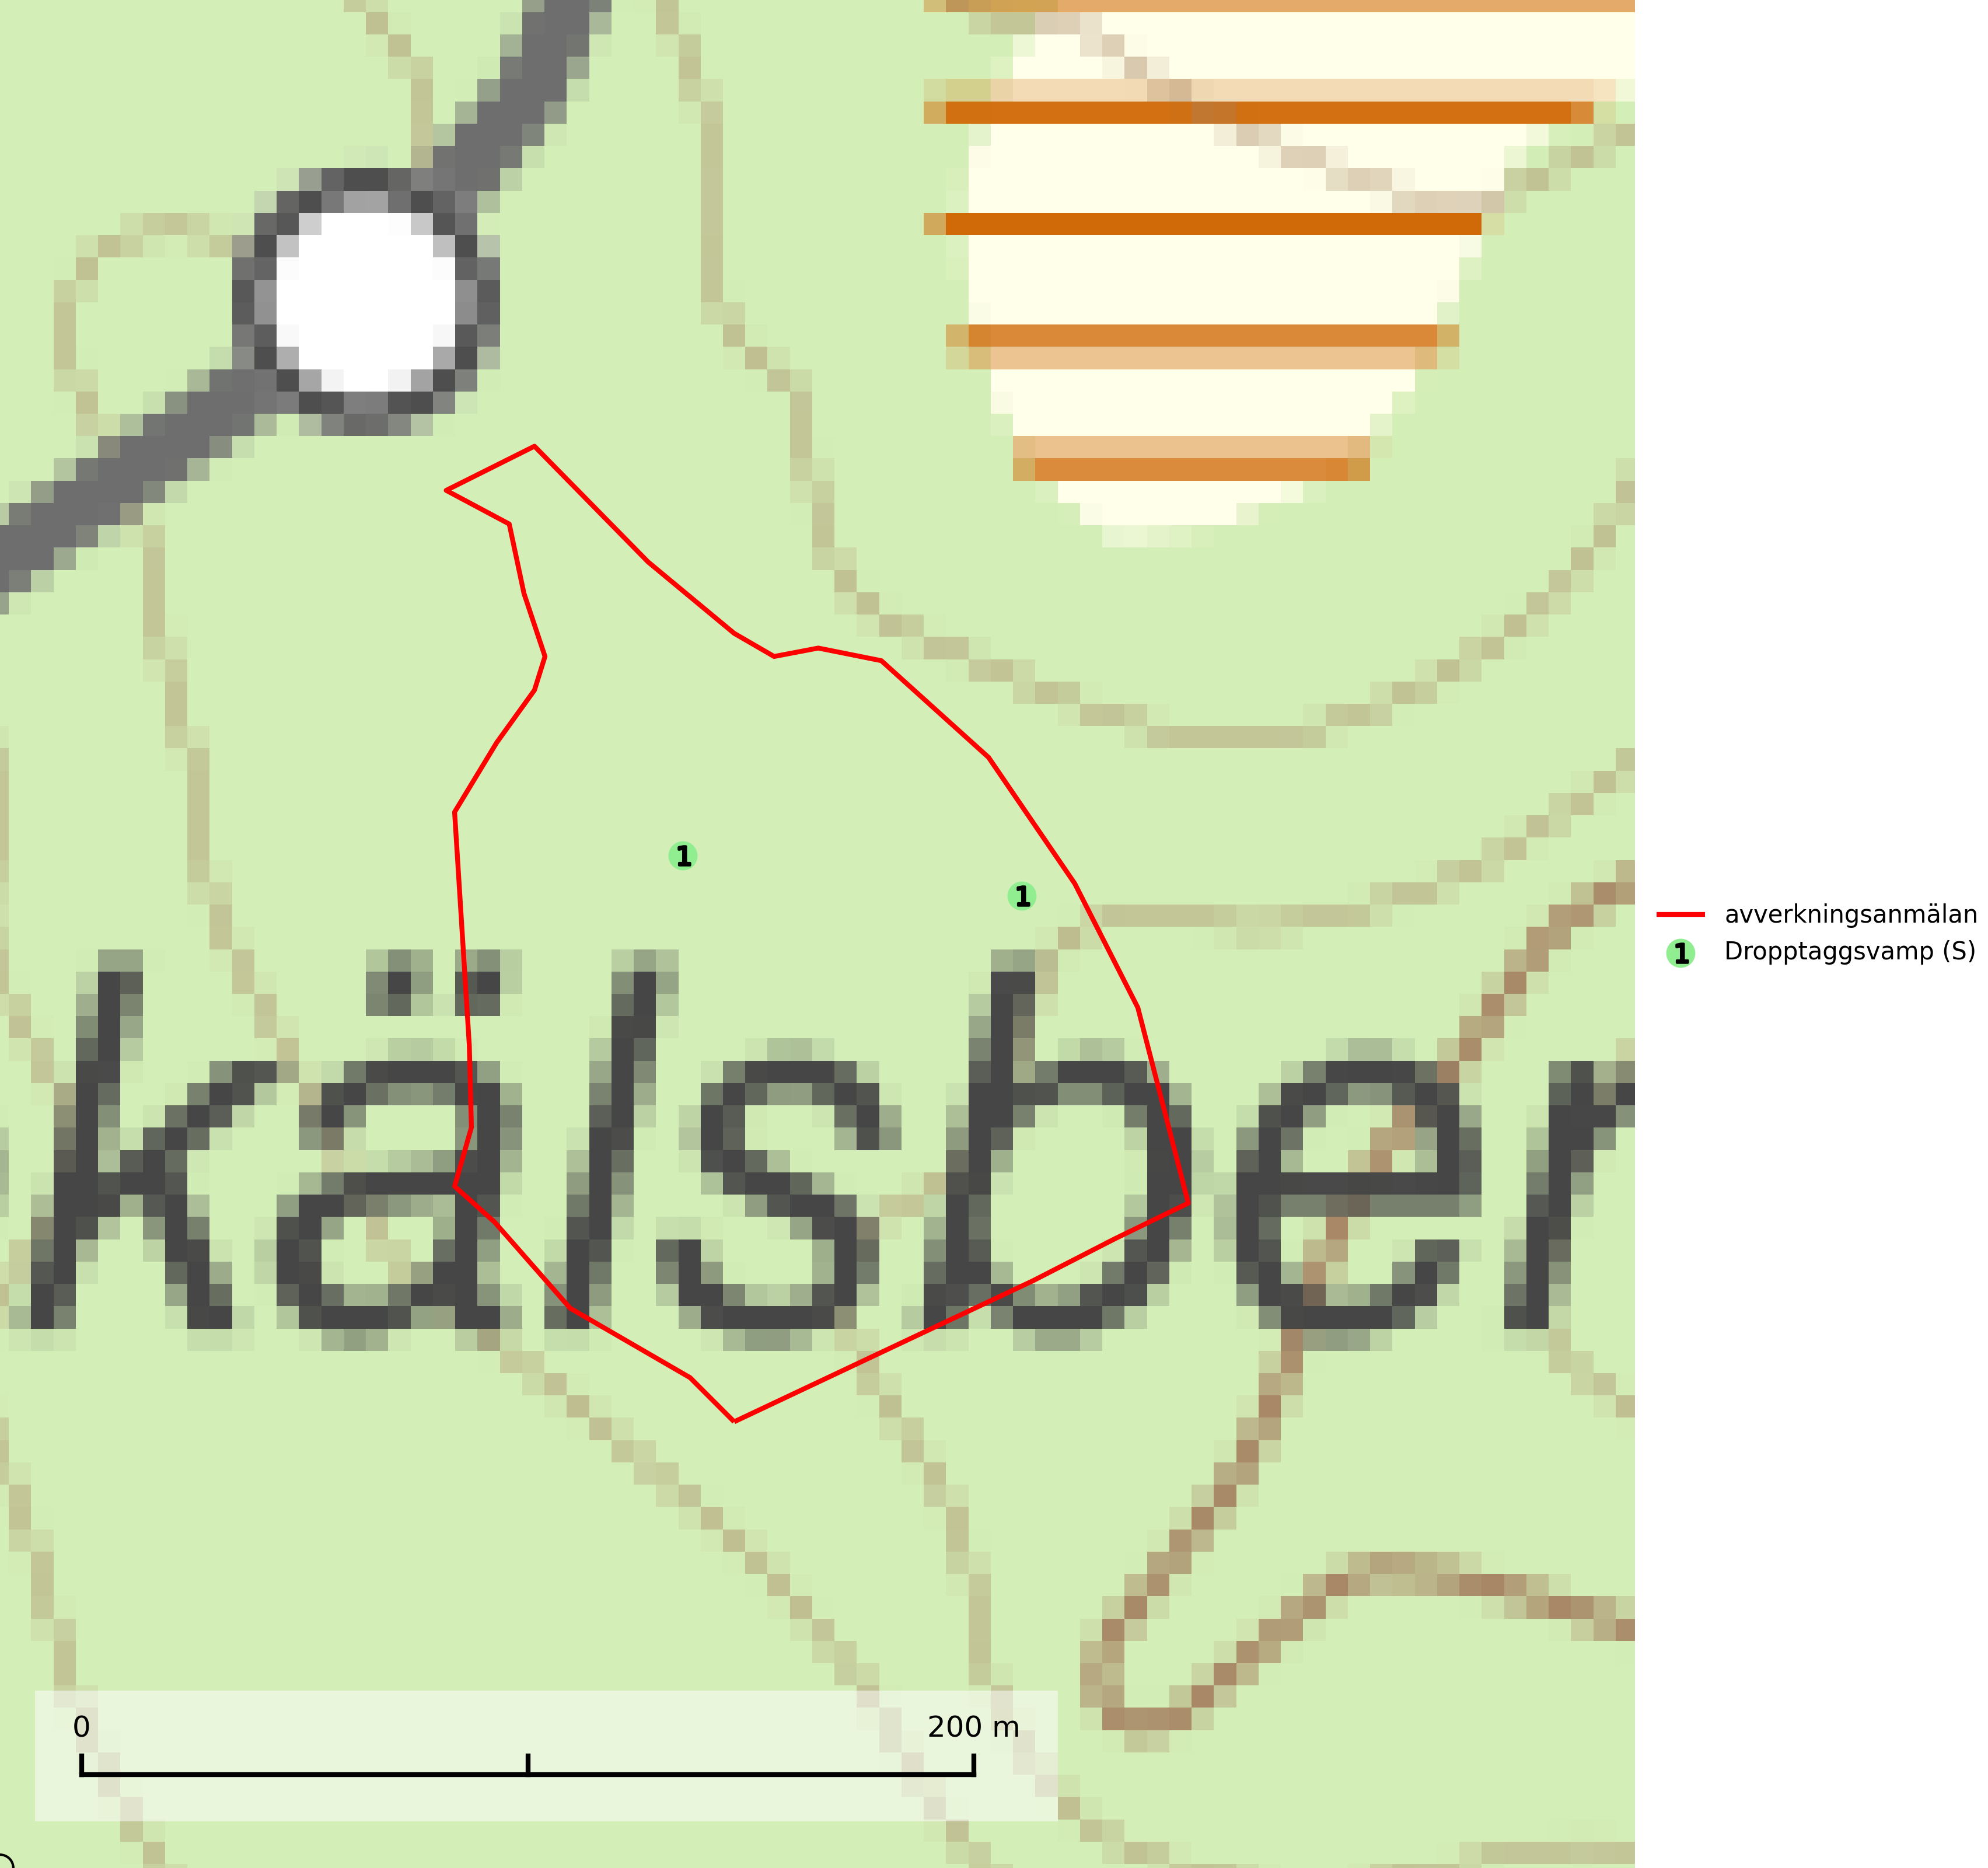 1
1
Kälsber
0 200 m
avverkningsanmälan
1 Dropptaggsvamp (S)